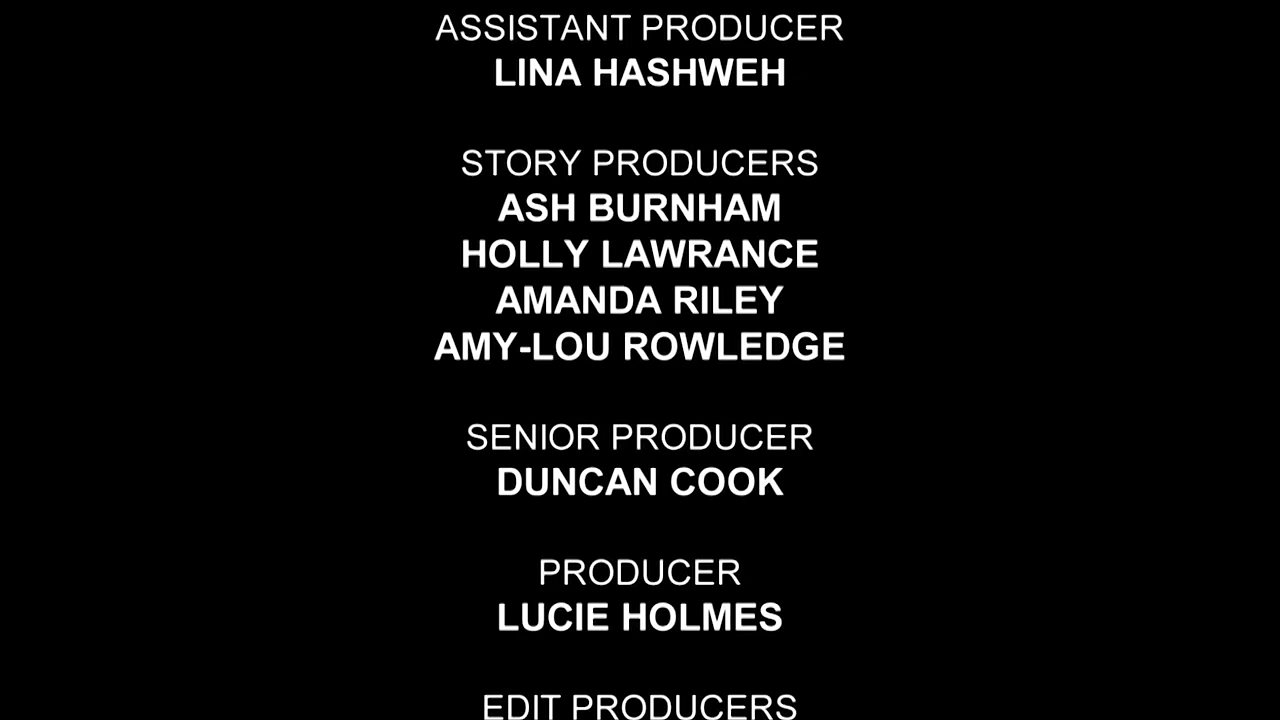 ASSISTANT PRODUCER
LINA HASHWEH
STORY PRODUCERS
ASH BURNHAM
HOLLY LAWRANCE
AMANDA RILEY
AMY-LOU ROWLEDGE
SENIOR PRODUCER
DUNCAN COOK
PRODUCER
LUCIE HOLMES
EDIT PRODUCERS